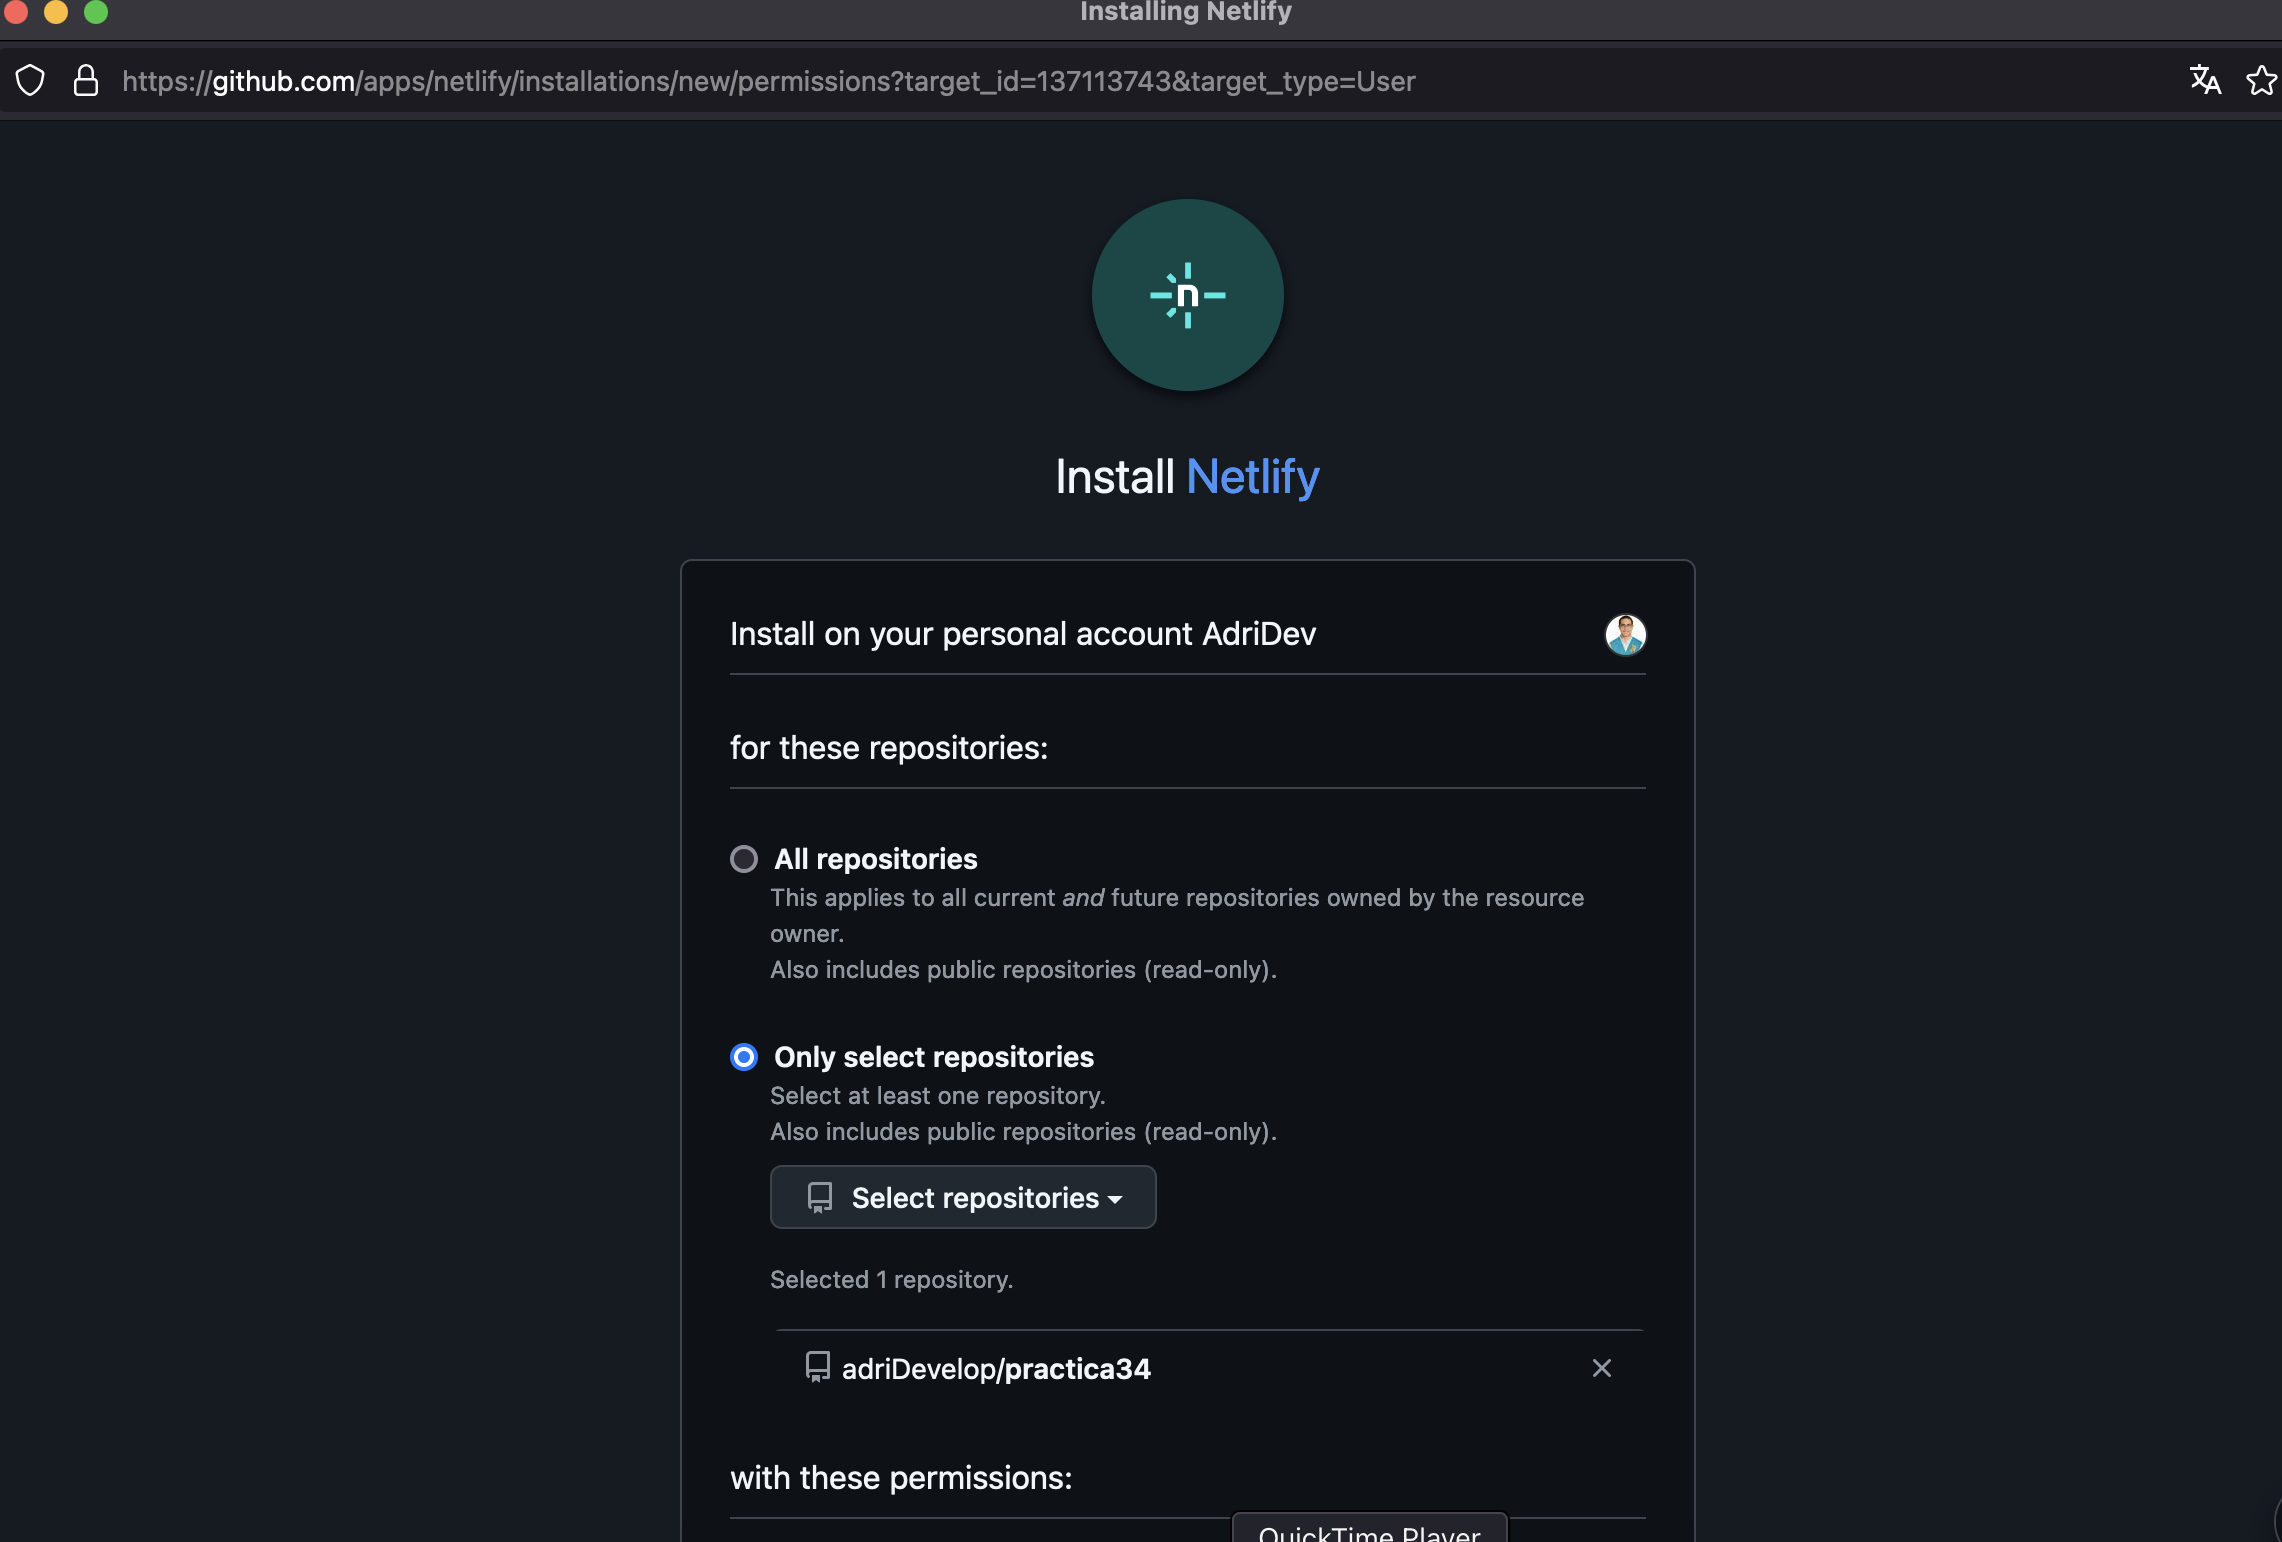 Installing Netlify
https://github.com/apps/netlify/installations/new/permissions?target_id=137113743&target_type=User
n
Install Netlify
Install on your personal account AdriDev
for these repositories:
All repositories
This applies to all current and future repositories owned by the resource
owner.
Also includes public repositories (read-only).
Only select repositories
Select at least one repository.
Also includes public repositories (read-only).
Select repositories
Selected 1 repository.
adriDevelop/practica34
with these permissions:
QuickTime Player